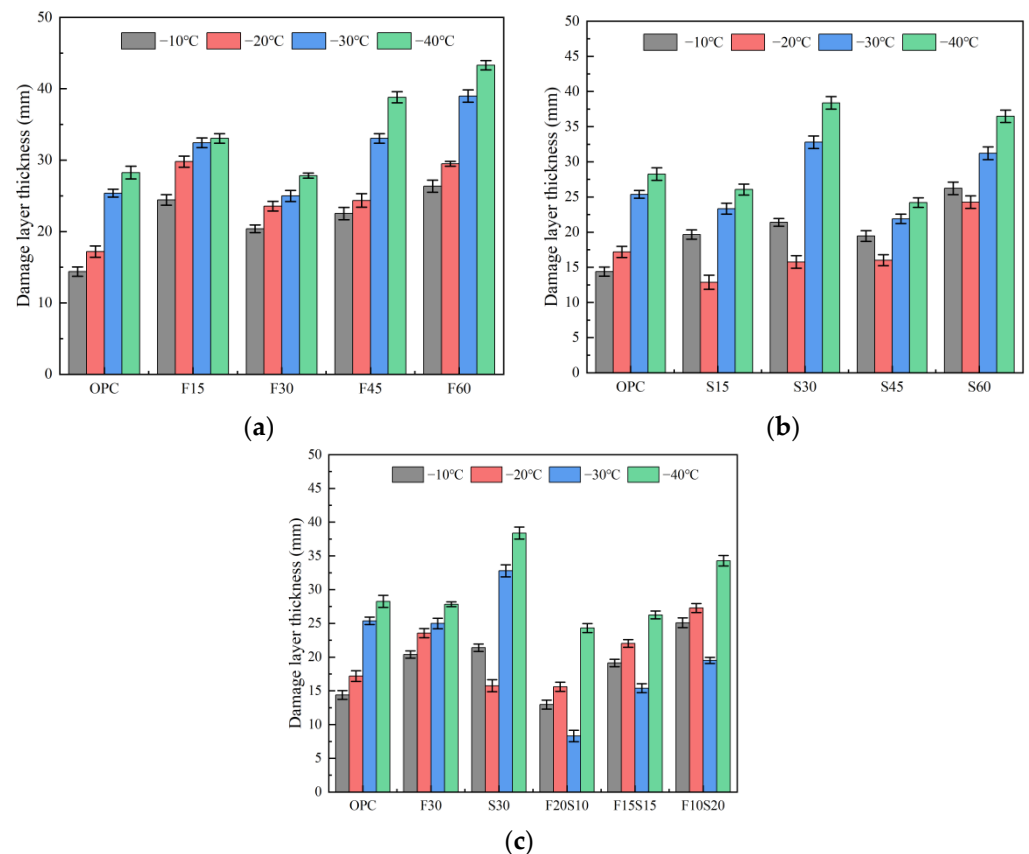 50
40
30
20
10
0
Damage layer thickness (mm)
−10℃ −20℃ −30℃ −40℃
OPC F15 F30 F45 F60
(a)
50
45
40
35
30
25
20
15
10
5
0
Damage layer thickness (mm)
−10℃ −20℃ −30℃ −40℃
OPC S15 S30 S45 S60
(b)
50
45
40
35
30
25
20
15
10
5
0
Damage layer thickness (mm)
−10℃ −20℃ −30℃ −40℃
OPC F30 S30 F20S10 F15S15 F10S20
(c)